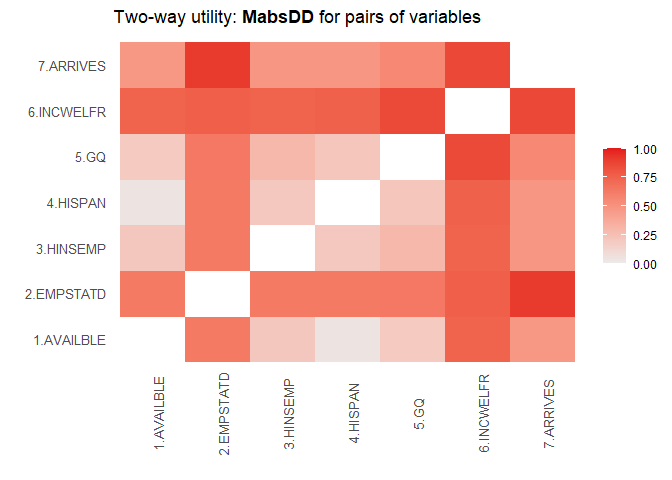 Two-way utility: MabsDD for pairs of variables
7.ARRIVES
6.INCWELFR
5.GQ
4.HISPAN
3.HINSEMP
2.EMPSTATD
1.AVAILBLE
1.00
0.75
0.50
0.25
0.00
1.AVAILBLE
2.EMPSTATD
3.HINSEMP
4.HISPAN
5.GQ
6.INCWELFR
7.ARRIVES